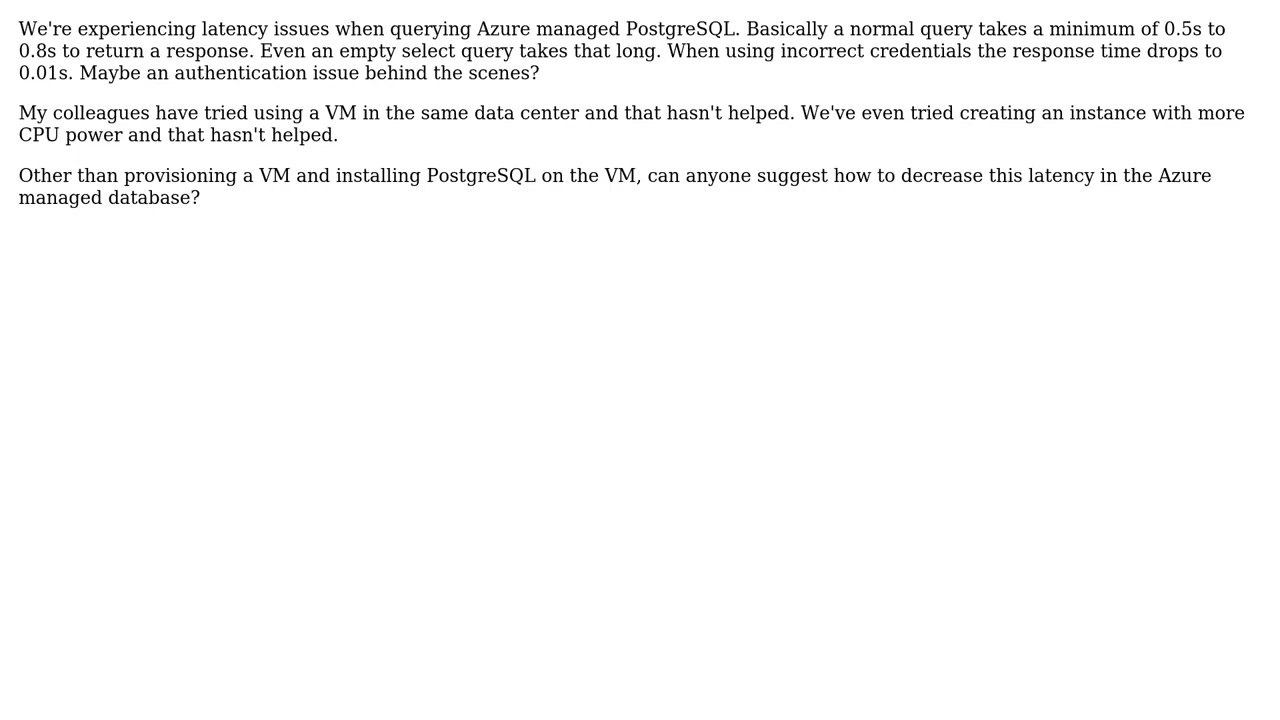 We're experiencing latency issues when querying Azure managed PostgreSQL. Basically a normal query takes a minimum of 0.5s to
0.8s to return a response. Even an empty select query takes that long. When using incorrect credentials the response time drops to
0.01s. Maybe an authentication issue behind the scenes?
My colleagues have tried using a VM in the same data center and that hasn't helped. We've even tried creating an instance with more
CPU power and that hasn't helped.
Other than provisioning a VM and installing PostgreSQL on the VM, can anyone suggest how to decrease this latency in the Azure
managed database?